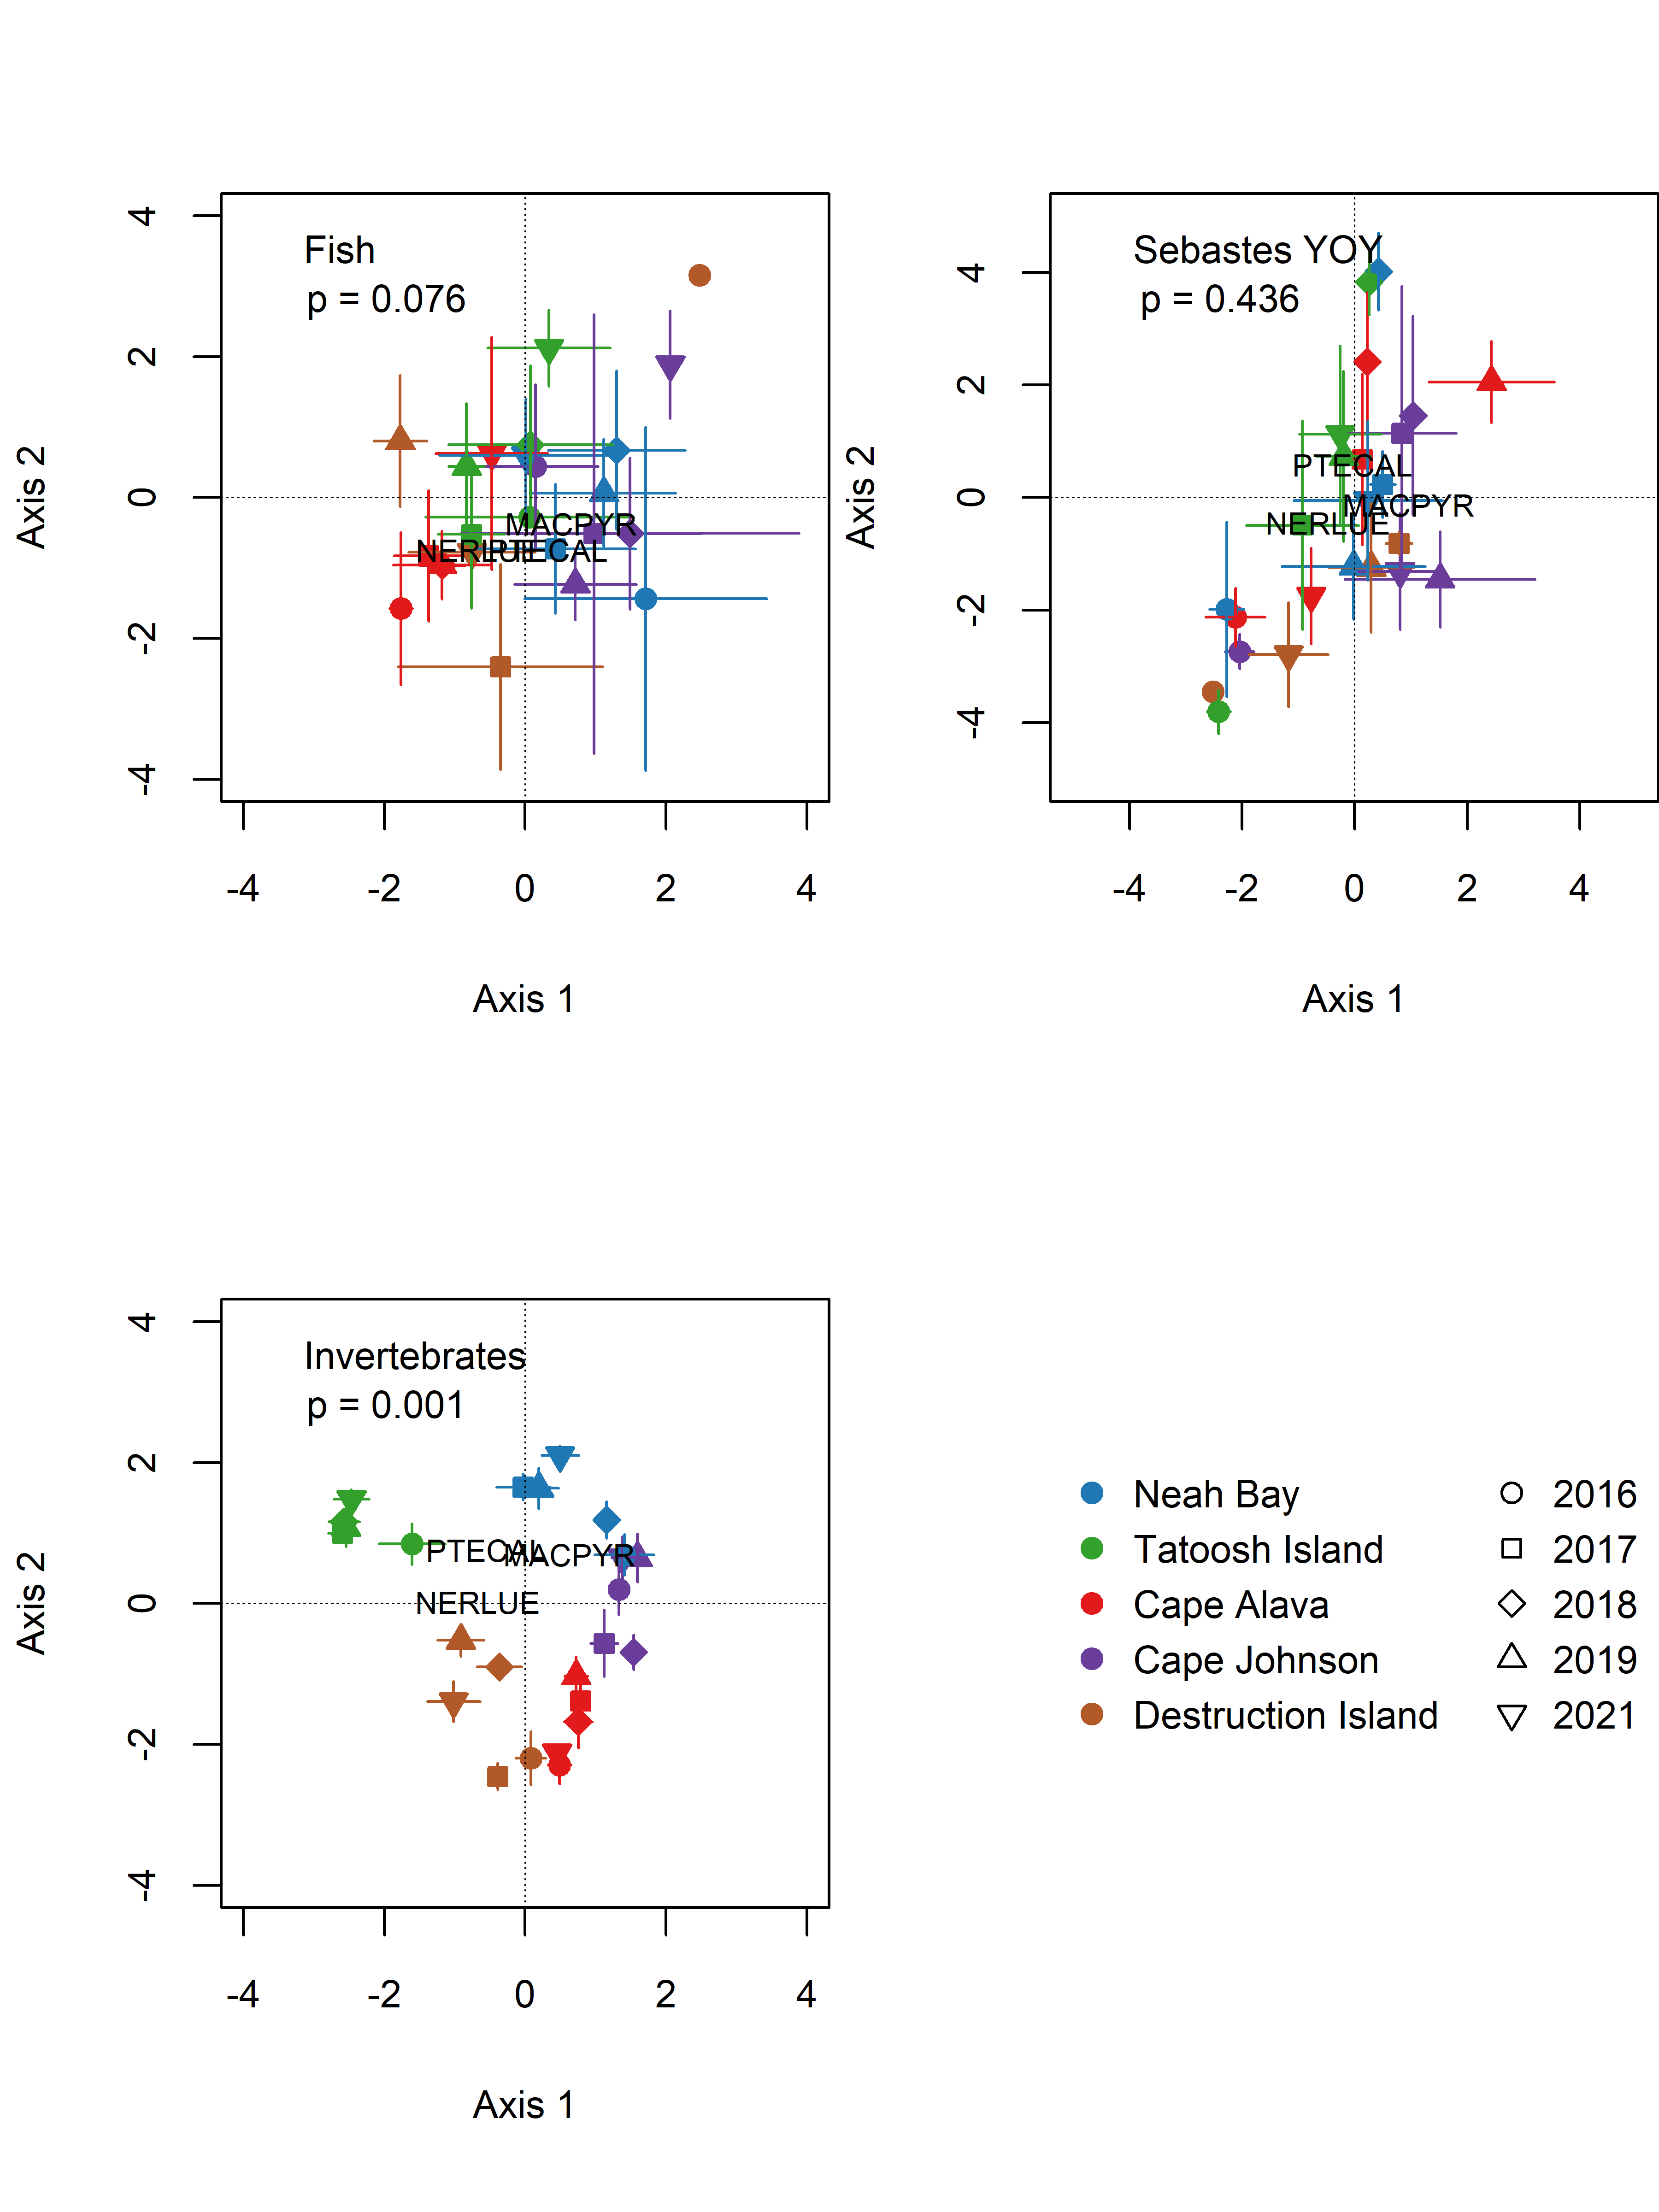 Fish
p = 0.076
4
2
0
-2
-4
Axis 2
MACPYR
NERLUE
PTECAL
-4 -2 0 2 4
Axis 1
Sebastes YOY
p = 0.436
4
2
0
-2
-4
Axis 2
PTECAL
MACPYR
NERLUE
-4 -2 0 2 4
Axis 1
Invertebrates
p = 0.001
4
2
0
-2
-4
Axis 2
PTECAL
MACPYR
NERLUE
-4 -2 0 2 4
Axis 1
Neah Bay 2016
Tatoosh Island 2017
Cape Alava 2018
Cape Johnson 2019
Destruction Island 2021